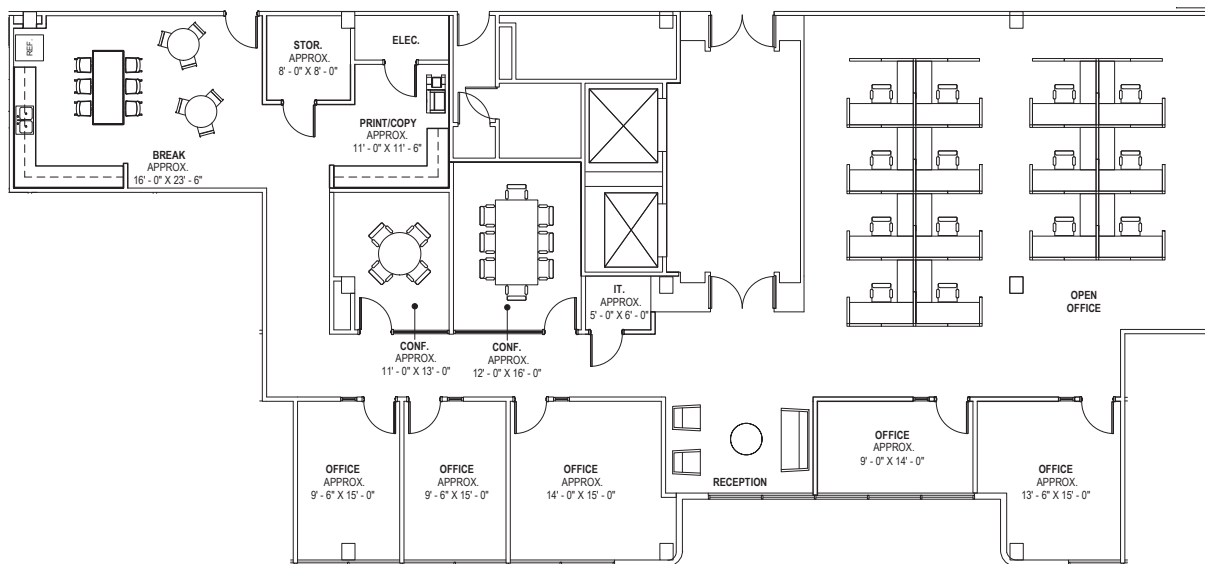 REF.
STOR.
APPROX.
8' - 0" X 8' - 0"
ELEC.
PRINT/COPY
APPROX.
11' - 0" X 11' - 6"
BREAK
APPROX.
16' - 0" X 23' - 6"
IT.
APPROX.
5' - 0" X 6' - 0"
OPEN
OFFICE
CONF.
APPROX.
11' - 0" X 13' - 0"
CONF.
APPROX.
12' - 0" X 16' - 0"
OFFICE
APPROX.
9' - 6" X 15' - 0"
OFFICE
APPROX.
9' - 6" X 15' - 0"
OFFICE
APPROX.
14' - 0" X 15' - 0"
RECEPTION
OFFICE
APPROX.
9' - 0" X 14' - 0"
OFFICE
APPROX.
13' - 6" X 15' - 0"